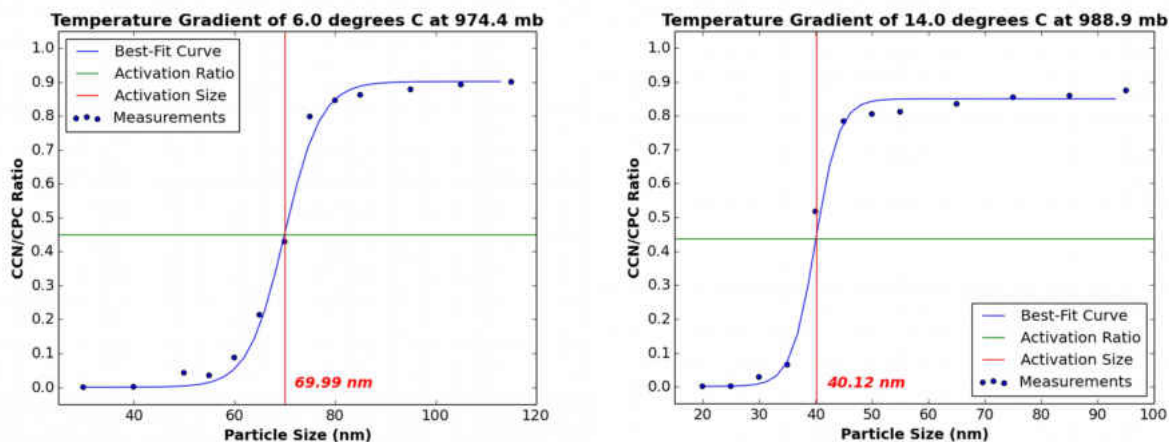 Temperature Gradient of 6.0 degrees C at 974.4 mb
1.0
0.9
0.8
0.7
0.6
0.5
0.4
0.3
0.2
0.1
0.0
CCN/CPC Ratio
Best-Fit Curve
Activation Ratio
Activation Size
Measurements
69.99 nm
40
60
80
100
120
Particle Size (nm)
Temperature Gradient of 14.0 degrees C at 988.9 mb
1.0
0.9
0.8
0.7
0.6
0.5
0.4
0.3
0.2
0.1
0.0
CCN/CPC Ratio
Best-Fit Curve
Activation Ratio
Activation Size
Measurements
40.12 nm
20
30
40
50
60
70
80
90
100
Particle Size (nm)